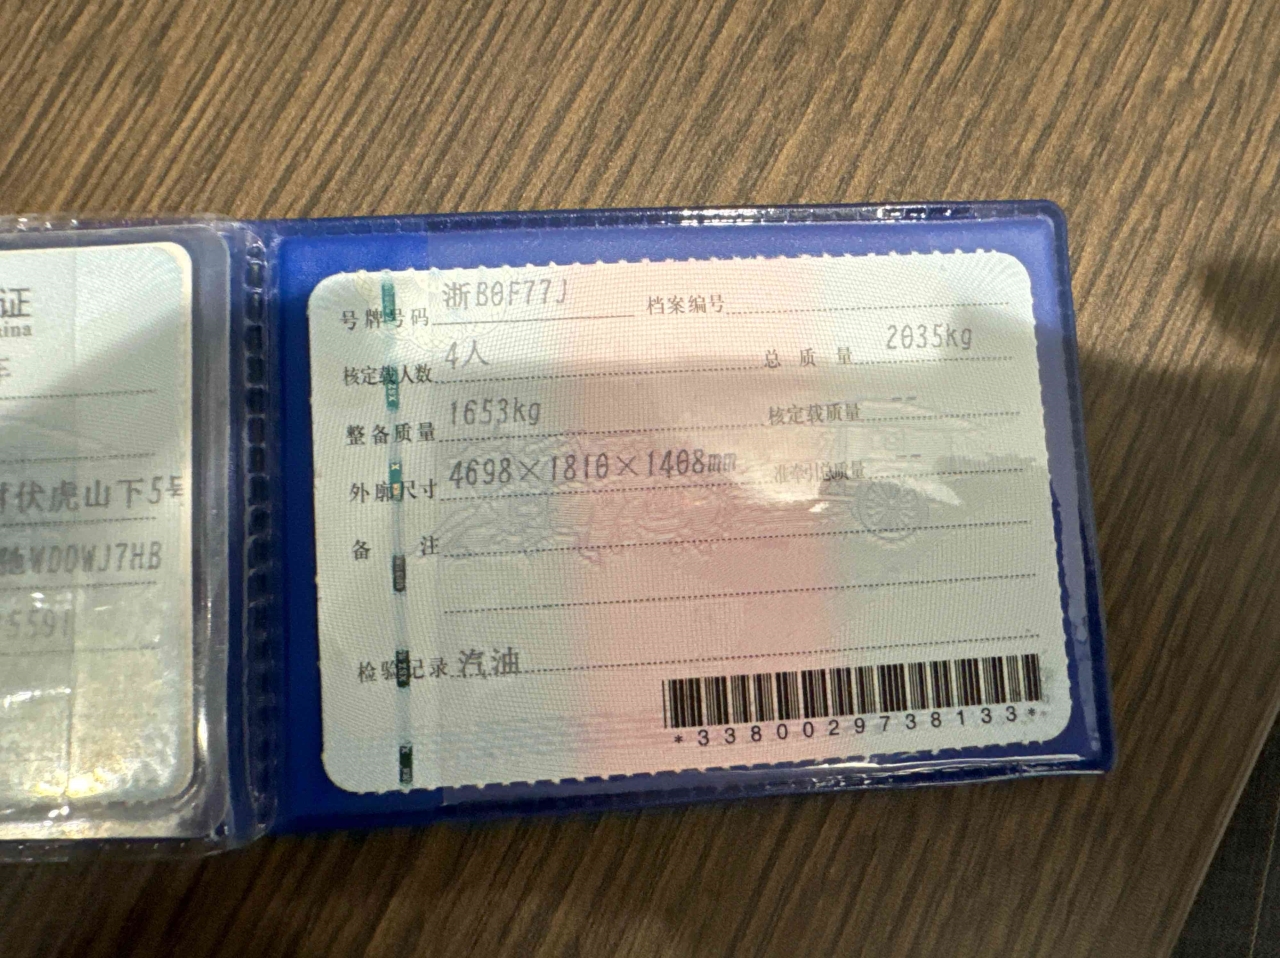 证
China
车
伏虎山下5号
驰WDDWJ7HB
5591
号牌号码 浙B0F77J 档案编号
核定载人数 4人 总质量 2035kg
整备质量 1653kg 核定载质量 --
外廓尺寸 4698×1810×1408mm 准牵引总质量 --
备注
检验记录 汽油
*3380029738133*